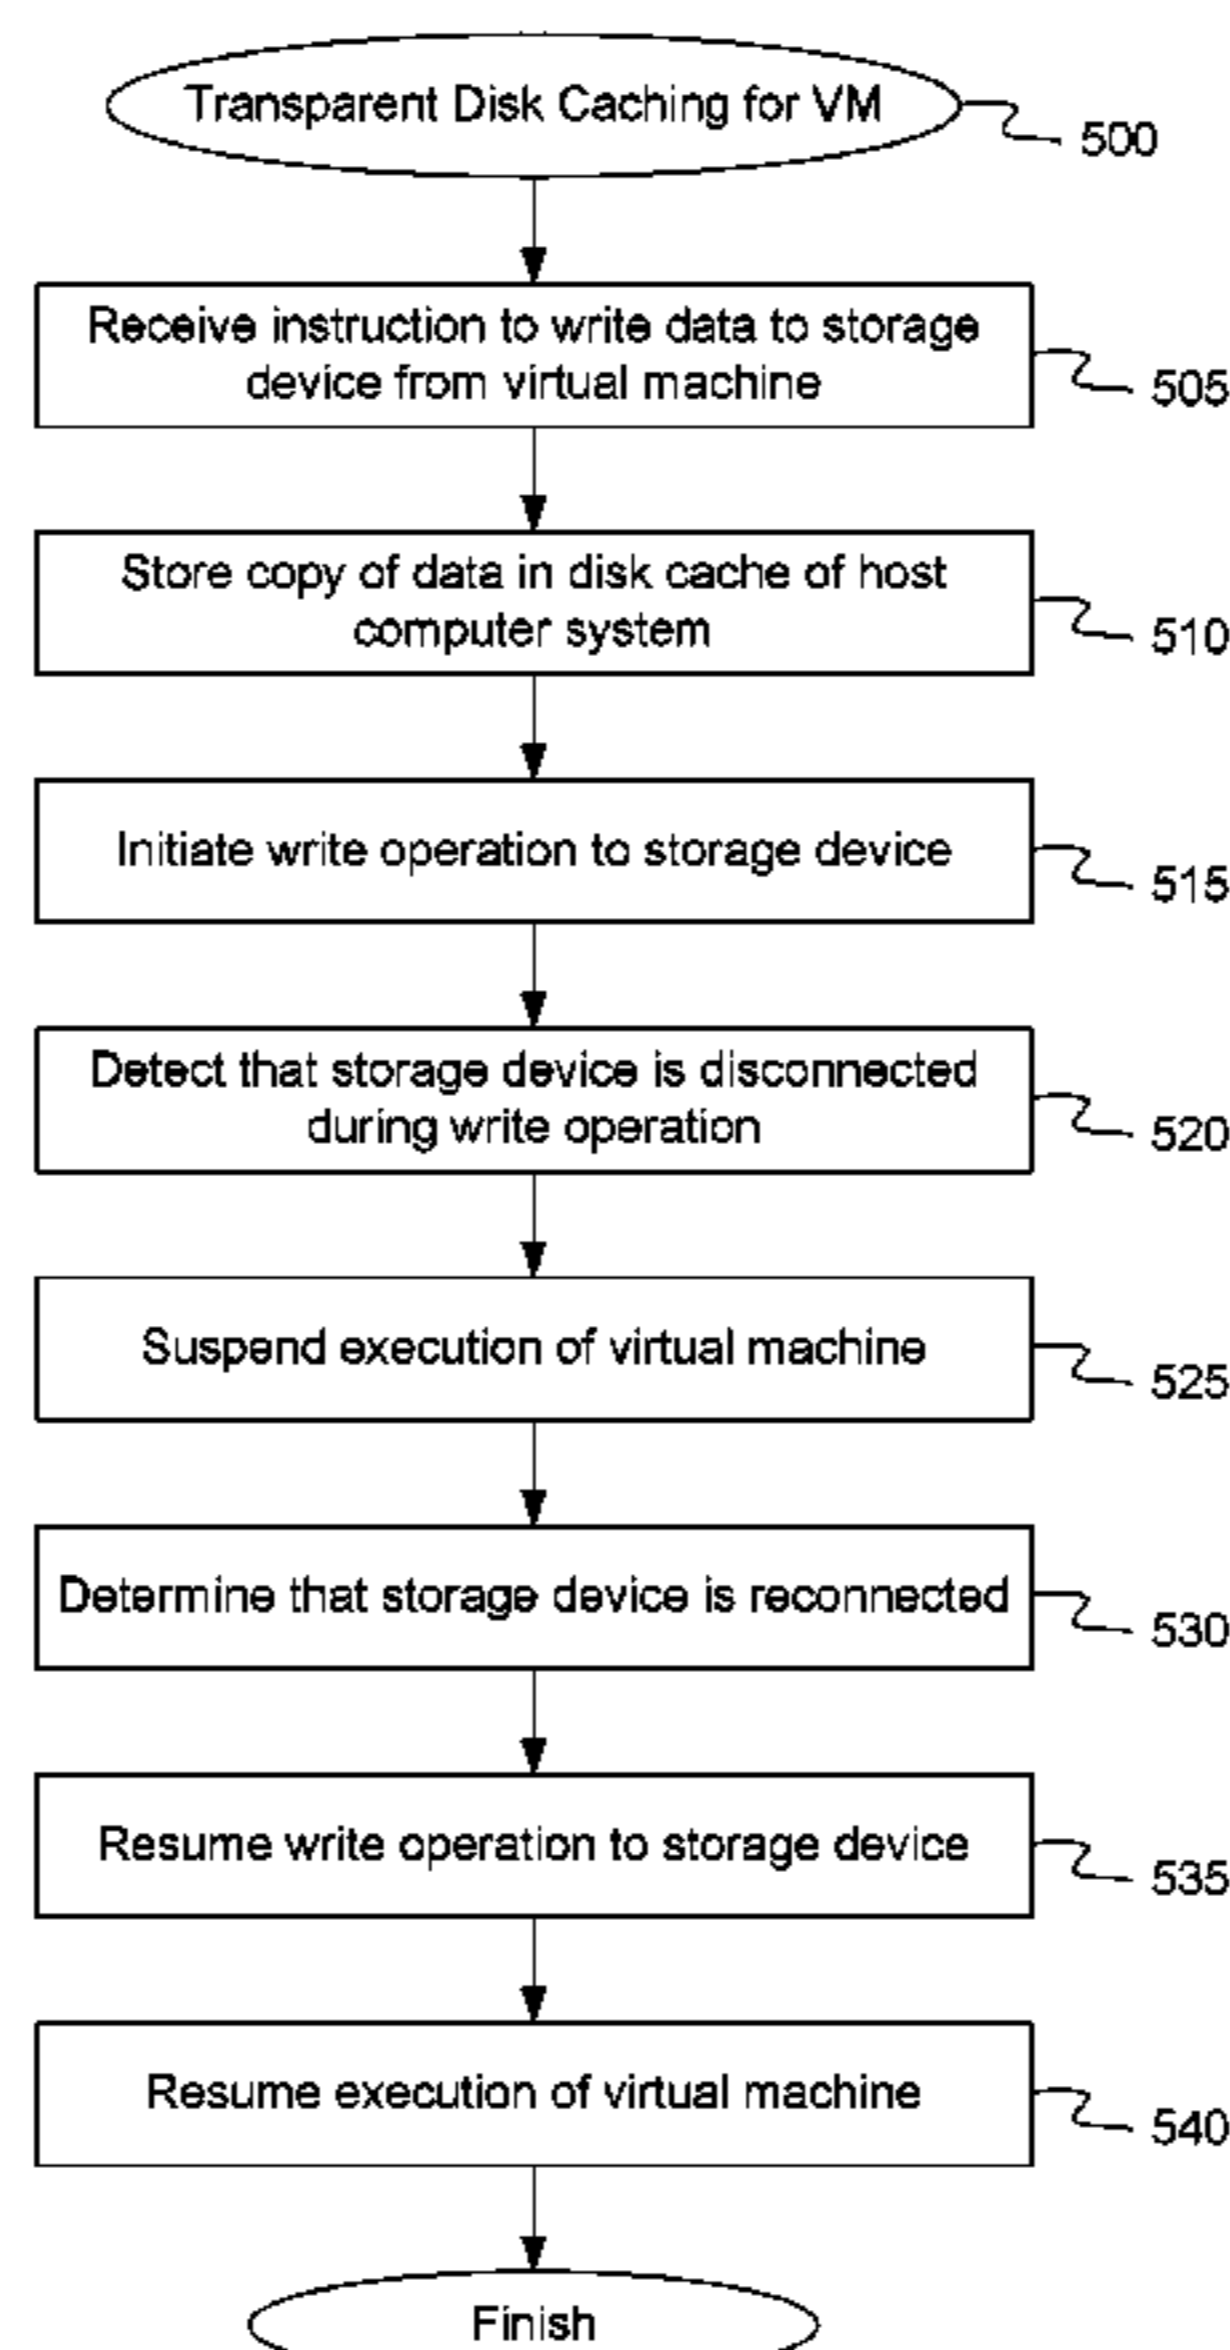 Transparent Disk Caching for VM
500
Receive instruction to write data to storage
device from virtual machine
505
Store copy of data in disk cache of host
computer system
510
Initiate write operation to storage device
515
Detect that storage device is disconnected
during write operation
520
Suspend execution of virtual machine
525
Determine that storage device is reconnected
530
Resume write operation to storage device
535
Resume execution of virtual machine
540
Finish